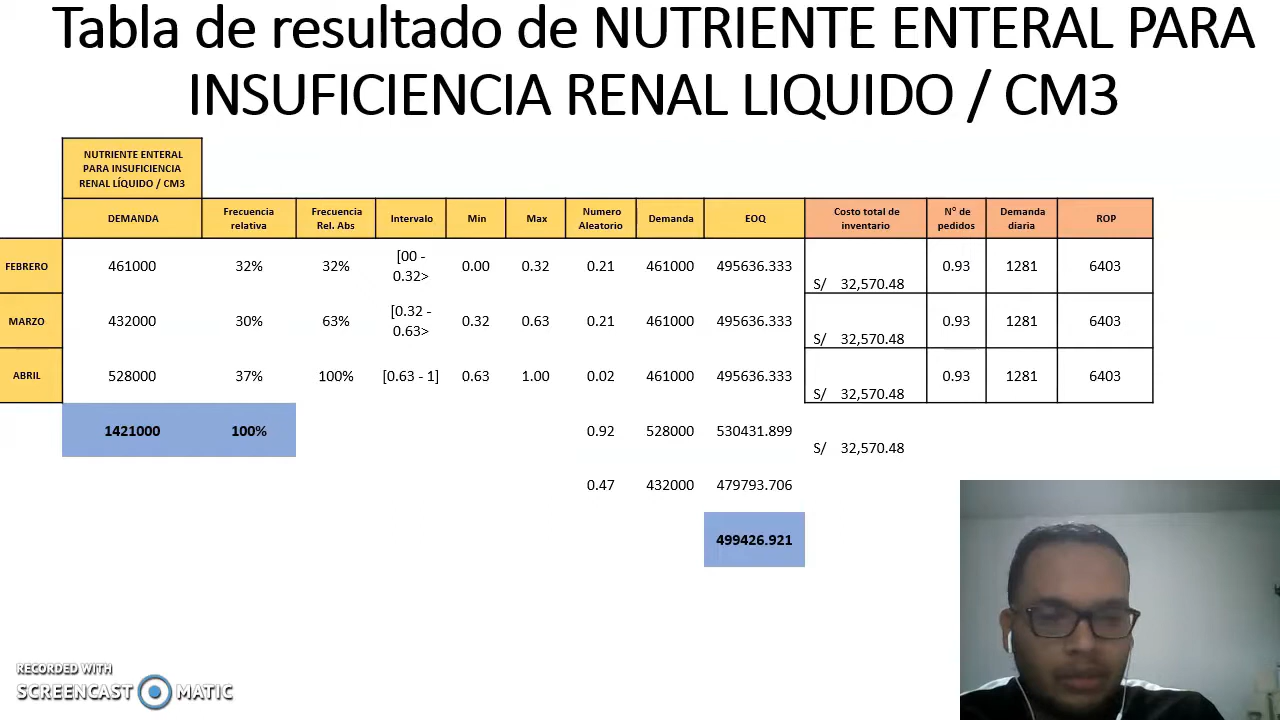 Tabla de resultado de NUTRIENTE ENTERAL PARA
INSUFICIENCIA RENAL LIQUIDO / CM3
NUTRIENTE ENTERAL
PARA INSUFICIENCIA
RENAL LÍQUIDO / CM3
DEMANDA Frecuencia relativa Frecuencia Rel. Abs Intervalo Min Max Numero Aleatorio Demanda EOQ Costo total de inventario N° de pedidos Demanda diaria ROP
FEBRERO 461000 32% 32% [00 - 0.32> 0.00 0.32 0.21 461000 495636.333 S/ 32,570.48 0.93 1281 6403
MARZO 432000 30% 63% [0.32 - 0.63> 0.32 0.63 0.21 461000 495636.333 S/ 32,570.48 0.93 1281 6403
ABRIL 528000 37% 100% [0.63 - 1] 0.63 1.00 0.02 461000 495636.333 S/ 32,570.48 0.93 1281 6403
1421000 100% 0.92 528000 530431.899 S/ 32,570.48
0.47 432000 479793.706
499426.921
RECORDED WITH
SCREENCAST MATIC